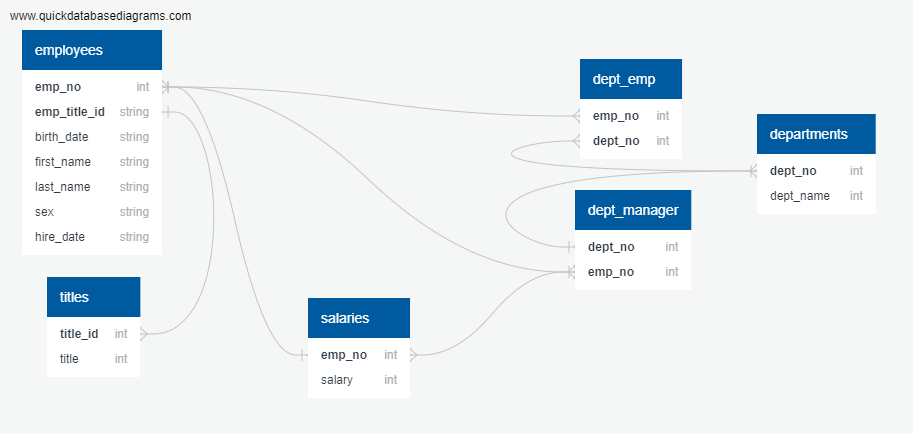 www.quickdatabasediagrams.com
employees
emp_no int
emp_title_id string
birth_date string
first_name string
last_name string
sex string
hire_date string
titles
title_id int
title int
salaries
emp_no int
salary int
dept_emp
emp_no int
dept_no int
dept_manager
dept_no int
emp_no int
departments
dept_no int
dept_name int